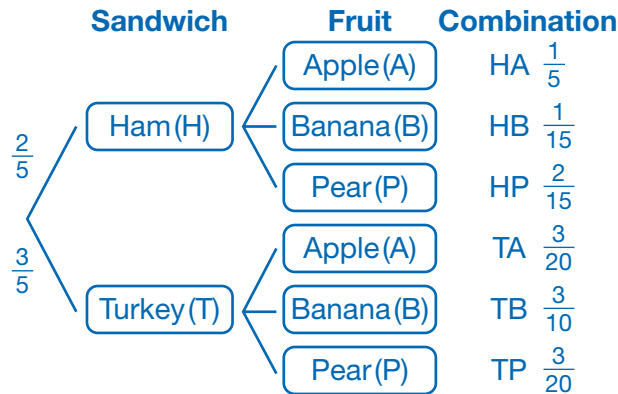 Sandwich Fruit Combination
Apple(A) HA 1/5
Ham(H) Banana(B) HB 1/15
2/5
Pear(P) HP 2/15
Apple(A) TA 3/20
3/5
Turkey(T) Banana(B) TB 3/10
Pear(P) TP 3/20